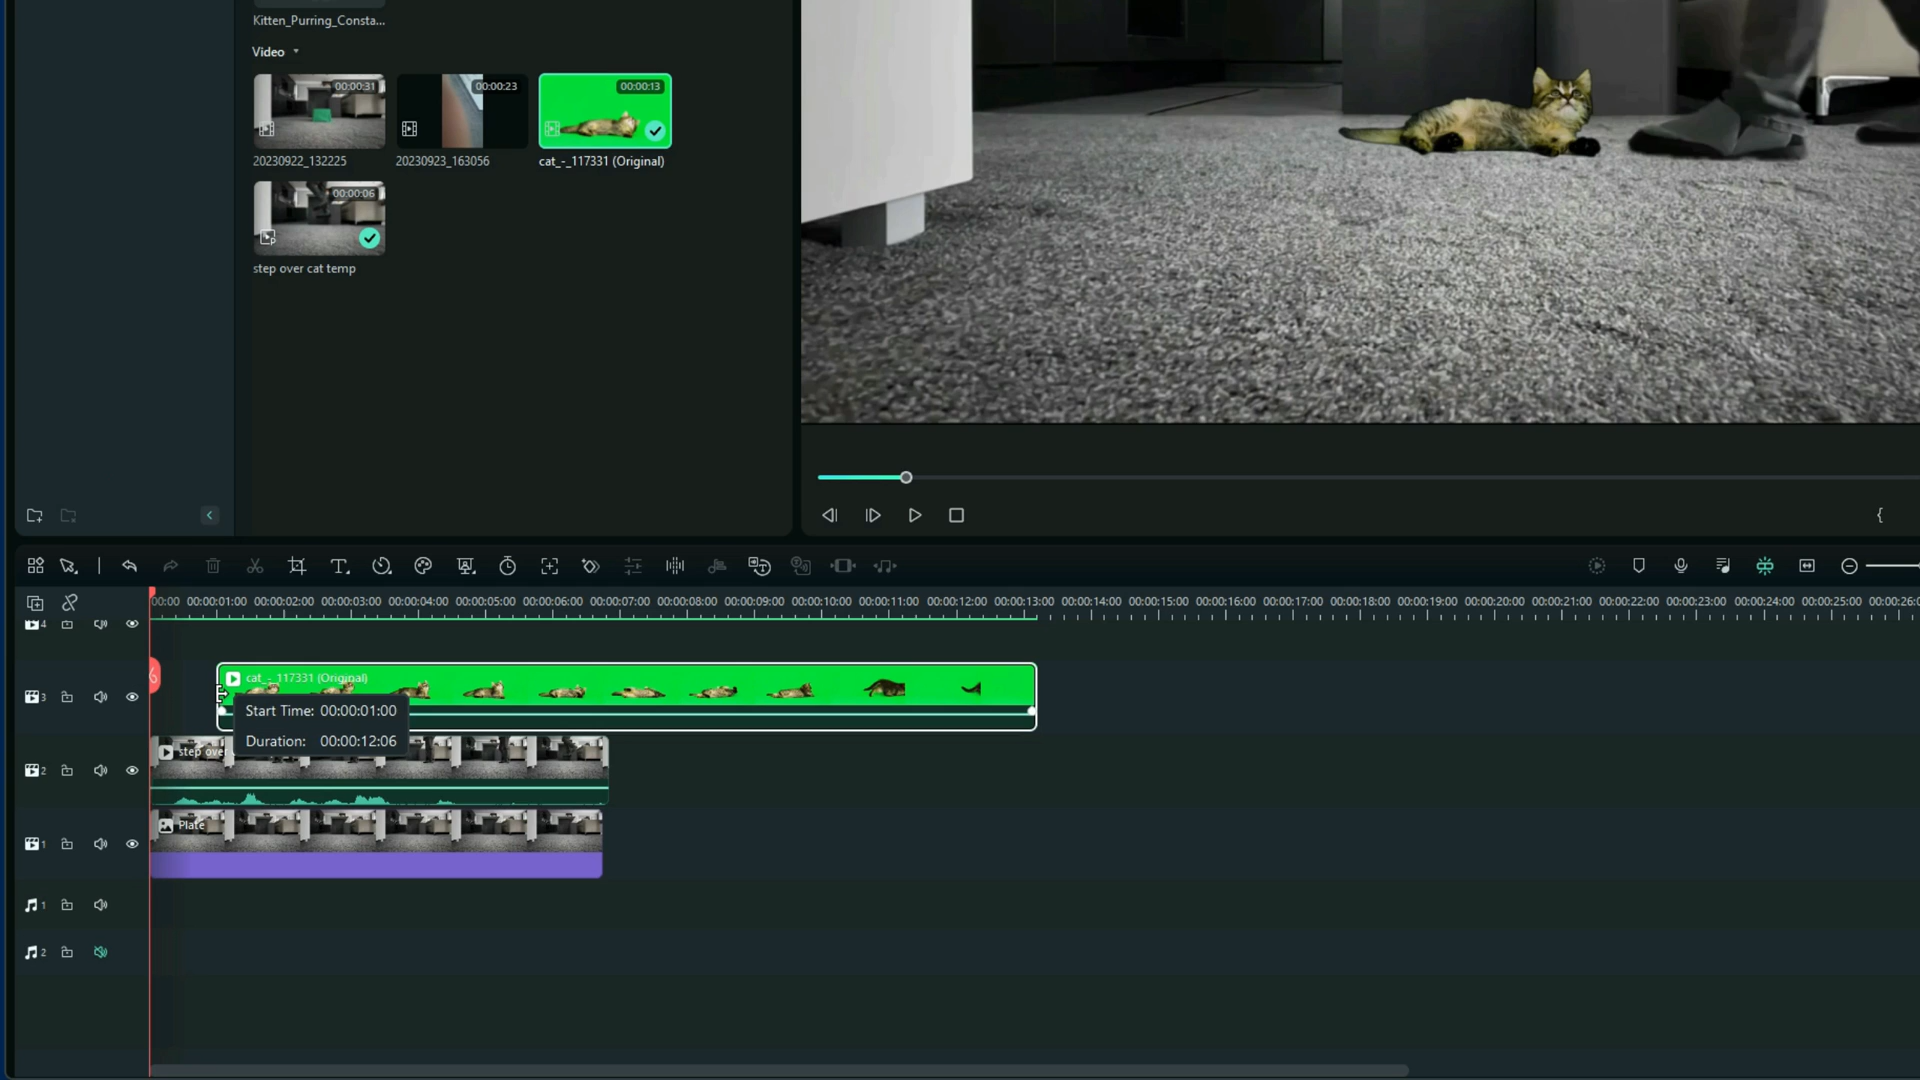 Kitten_Purring_Consta...
Video
00:00:31
00:00:23
00:00:13
20230922_132225
20230923_163056
cat_-_117331 (Original)
00:00:06
step over cat temp
{
00:00 00:00:01:00 00:00:02:00 00:00:03:00 00:00:04:00 00:00:05:00 00:00:06:00 00:00:07:00 00:00:08:00 00:00:09:00 00:00:10:00 00:00:11:00 00:00:12:00 00:00:13:00 00:00:14:00 00:00:15:00 00:00:16:00 00:00:17:00 00:00:18:00 00:00:19:00 00:00:20:00 00:00:21:00 00:00:22:00 00:00:23:00 00:00:24:00 00:00:25:00 00:00:26:0
4
cat_-_117331 (Original)
3
Start Time: 00:00:01:00
Duration: 00:00:12:06
step over
2
Plate
1
1
2